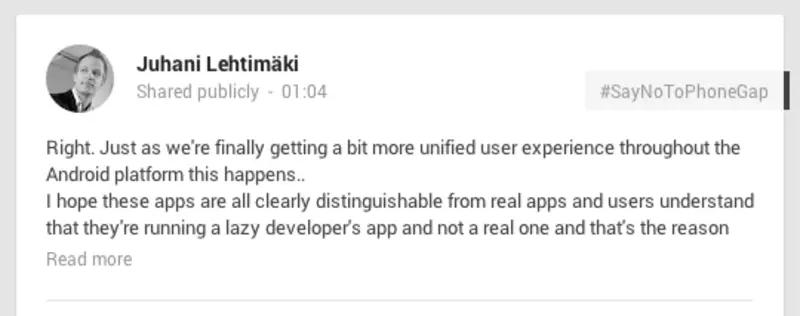 Juhani Lehtimäki
Shared publicly - 01:04
#SayNoToPhoneGap
Right. Just as we're finally getting a bit more unified user experience throughout the
Android platform this happens..
I hope these apps are all clearly distinguishable from real apps and users understand
that they're running a lazy developer's app and not a real one and that's the reason
Read more